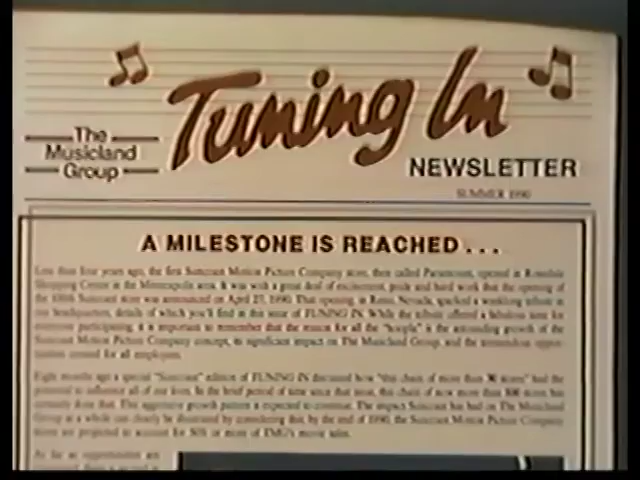 Tuning In
The
Musicland
Group
NEWSLETTER
SUMMER 1990
A MILESTONE IS REACHED . . .
Less than four years ago, the first Suncoast Motion Picture Company store, then called Paramount, opened at Rosedale
Shopping Center in the Minneapolis area. It was with a great deal of excitement, pride and hard work that the opening of
the 100th Suncoast store was announced on April 27, 1990. That opening, in Reno, Nevada, sparked a weeklong tribute at
our headquarters, details of which you'll find in this issue of TUNING IN. While the tribute offered a fabulous time for
everyone participating, it is important to remember that the reason for all the "hoopla" is the astounding growth of the
Suncoast Motion Picture Company concept, its significant impact on The Musicland Group, and the tremendous oppor-
tunities created for all employees.
Eight months ago a special "Suncoast" edition of TUNING IN discussed how "this chain of more than 50 stores" had the
potential to influence all of our lives. In the brief period of time since that issue, this chain of now more than 100 stores has
certainly done that. This aggressive growth pattern is expected to continue. The impact Suncoast has had on The Musicland
Group as a whole can clearly be illustrated by considering that, by the end of 1990, the Suncoast Motion Picture Company
stores are projected to account for 50% or more of TMG's movie sales.
As far as opportunities are